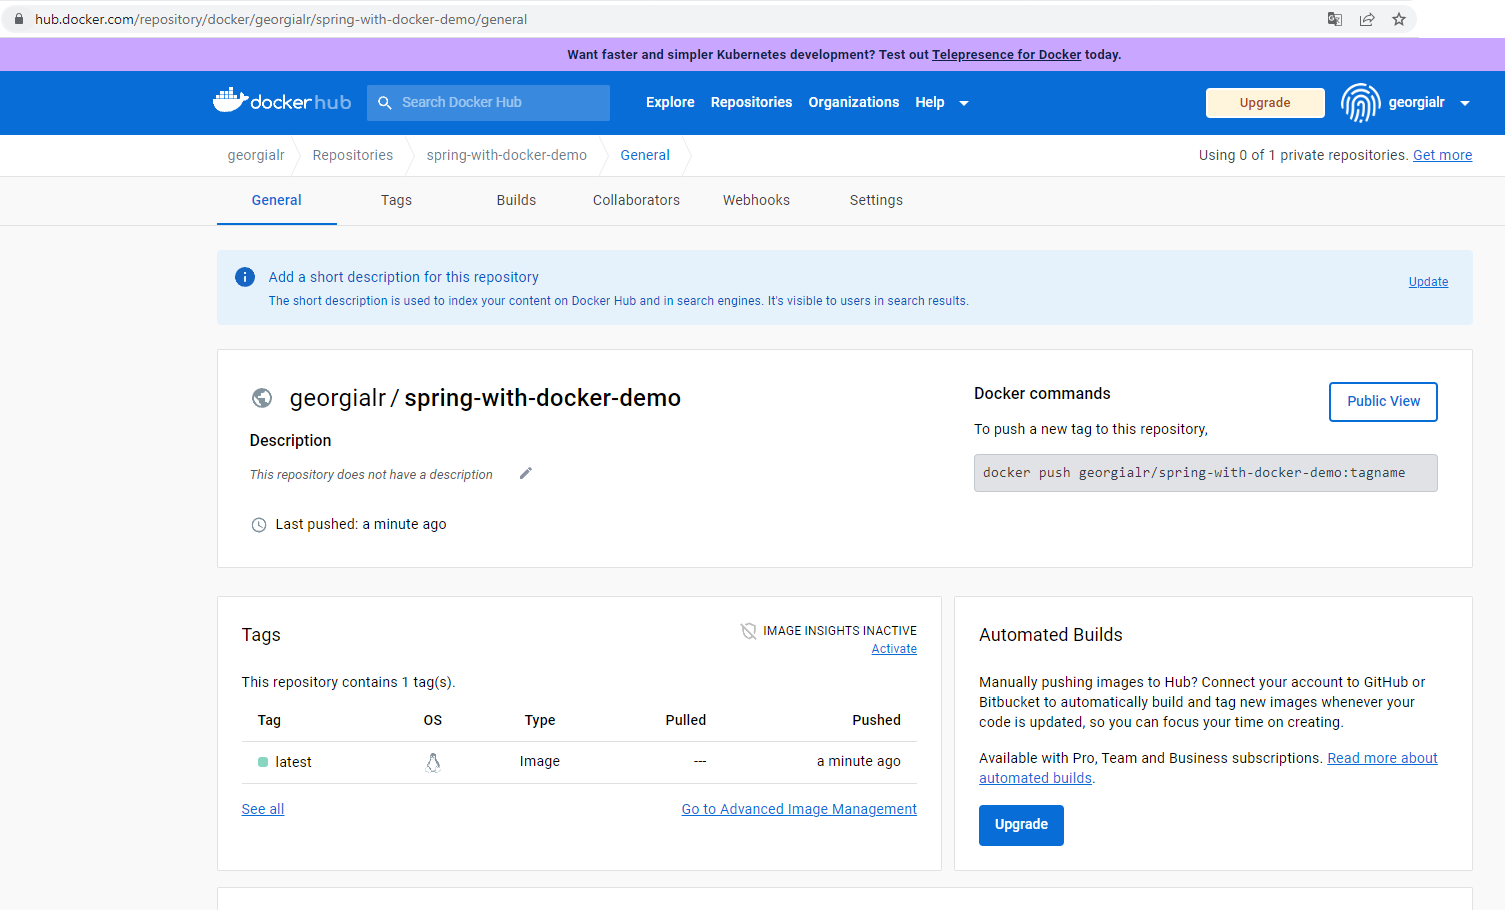 hub.docker.com/repository/docker/georgialr/spring-with-docker-demo/general
Want faster and simpler Kubernetes development? Test out Telepresence for Docker today.
dockerhub
Search Docker Hub
Explore
Repositories
Organizations
Help
Upgrade
georgialr
georgialr
Repositories
spring-with-docker-demo
General
Using 0 of 1 private repositories. Get more
General
Tags
Builds
Collaborators
Webhooks
Settings
Add a short description for this repository
The short description is used to index your content on Docker Hub and in search engines. It's visible to users in search results.
Update
georgialr / spring-with-docker-demo
Description
This repository does not have a description
Last pushed: a minute ago
Docker commands
Public View
To push a new tag to this repository,
docker push georgialr/spring-with-docker-demo:tagname
Tags
IMAGE INSIGHTS INACTIVE
Activate
This repository contains 1 tag(s).
Tag OS Type Pulled Pushed
latest Image --- a minute ago
See all
Go to Advanced Image Management
Automated Builds
Manually pushing images to Hub? Connect your account to GitHub or
Bitbucket to automatically build and tag new images whenever your
code is updated, so you can focus your time on creating.
Available with Pro, Team and Business subscriptions. Read more about
automated builds.
Upgrade